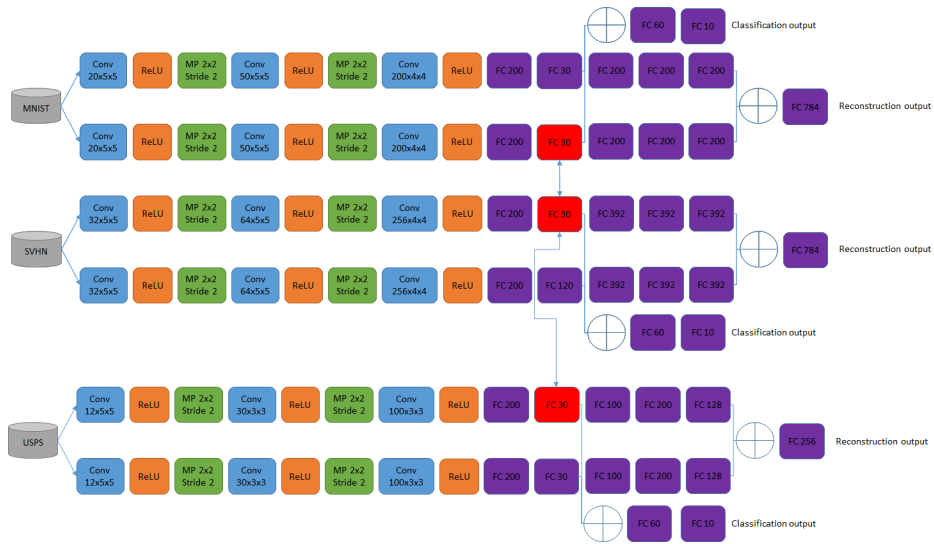 FC 60
FC 10
Classification output
Conv
20x5x5
ReLU
MP 2x2
Stride 2
Conv
50x5x5
ReLU
MP 2x2
Stride 2
Conv
200x4x4
ReLU
FC 200
FC 30
FC 200
FC 200
FC 200
MNIST
FC 784
Reconstruction output
Conv
20x5x5
ReLU
MP 2x2
Stride 2
Conv
50x5x5
ReLU
MP 2x2
Stride 2
Conv
200x4x4
ReLU
FC 200
FC 30
FC 200
FC 200
FC 200
Conv
32x5x5
ReLU
MP 2x2
Stride 2
Conv
64x5x5
ReLU
MP 2x2
Stride 2
Conv
256x4x4
ReLU
FC 200
FC 30
FC 392
FC 392
FC 392
SVHN
FC 784
Reconstruction output
Conv
32x5x5
ReLU
MP 2x2
Stride 2
Conv
64x5x5
ReLU
MP 2x2
Stride 2
Conv
256x4x4
ReLU
FC 200
FC 120
FC 392
FC 392
FC 392
FC 60
FC 10
Classification output
Conv
12x5x5
ReLU
MP 2x2
Stride 2
Conv
30x3x3
ReLU
MP 2x2
Stride 2
Conv
100x3x3
ReLU
FC 200
FC 30
FC 100
FC 200
FC 128
USPS
FC 256
Reconstruction output
Conv
12x5x5
ReLU
MP 2x2
Stride 2
Conv
30x3x3
ReLU
MP 2x2
Stride 2
Conv
100x3x3
ReLU
FC 200
FC 30
FC 100
FC 200
FC 128
FC 60
FC 10
Classification output